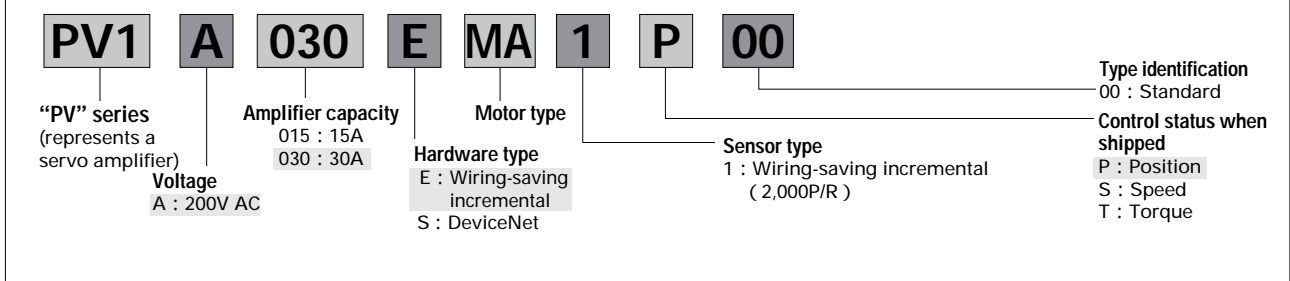 PV1 A 030 E MA 1 P 00
"PV" series
(represents a
servo amplifier)
Voltage
A : 200V AC
Amplifier capacity
015 : 15A
030 : 30A
Hardware type
E : Wiring-saving
incremental
S : DeviceNet
Motor type
Sensor type
1 : Wiring-saving incremental
( 2,000P/R )
Type identification
00 : Standard
Control status when
shipped
P : Position
S : Speed
T : Torque